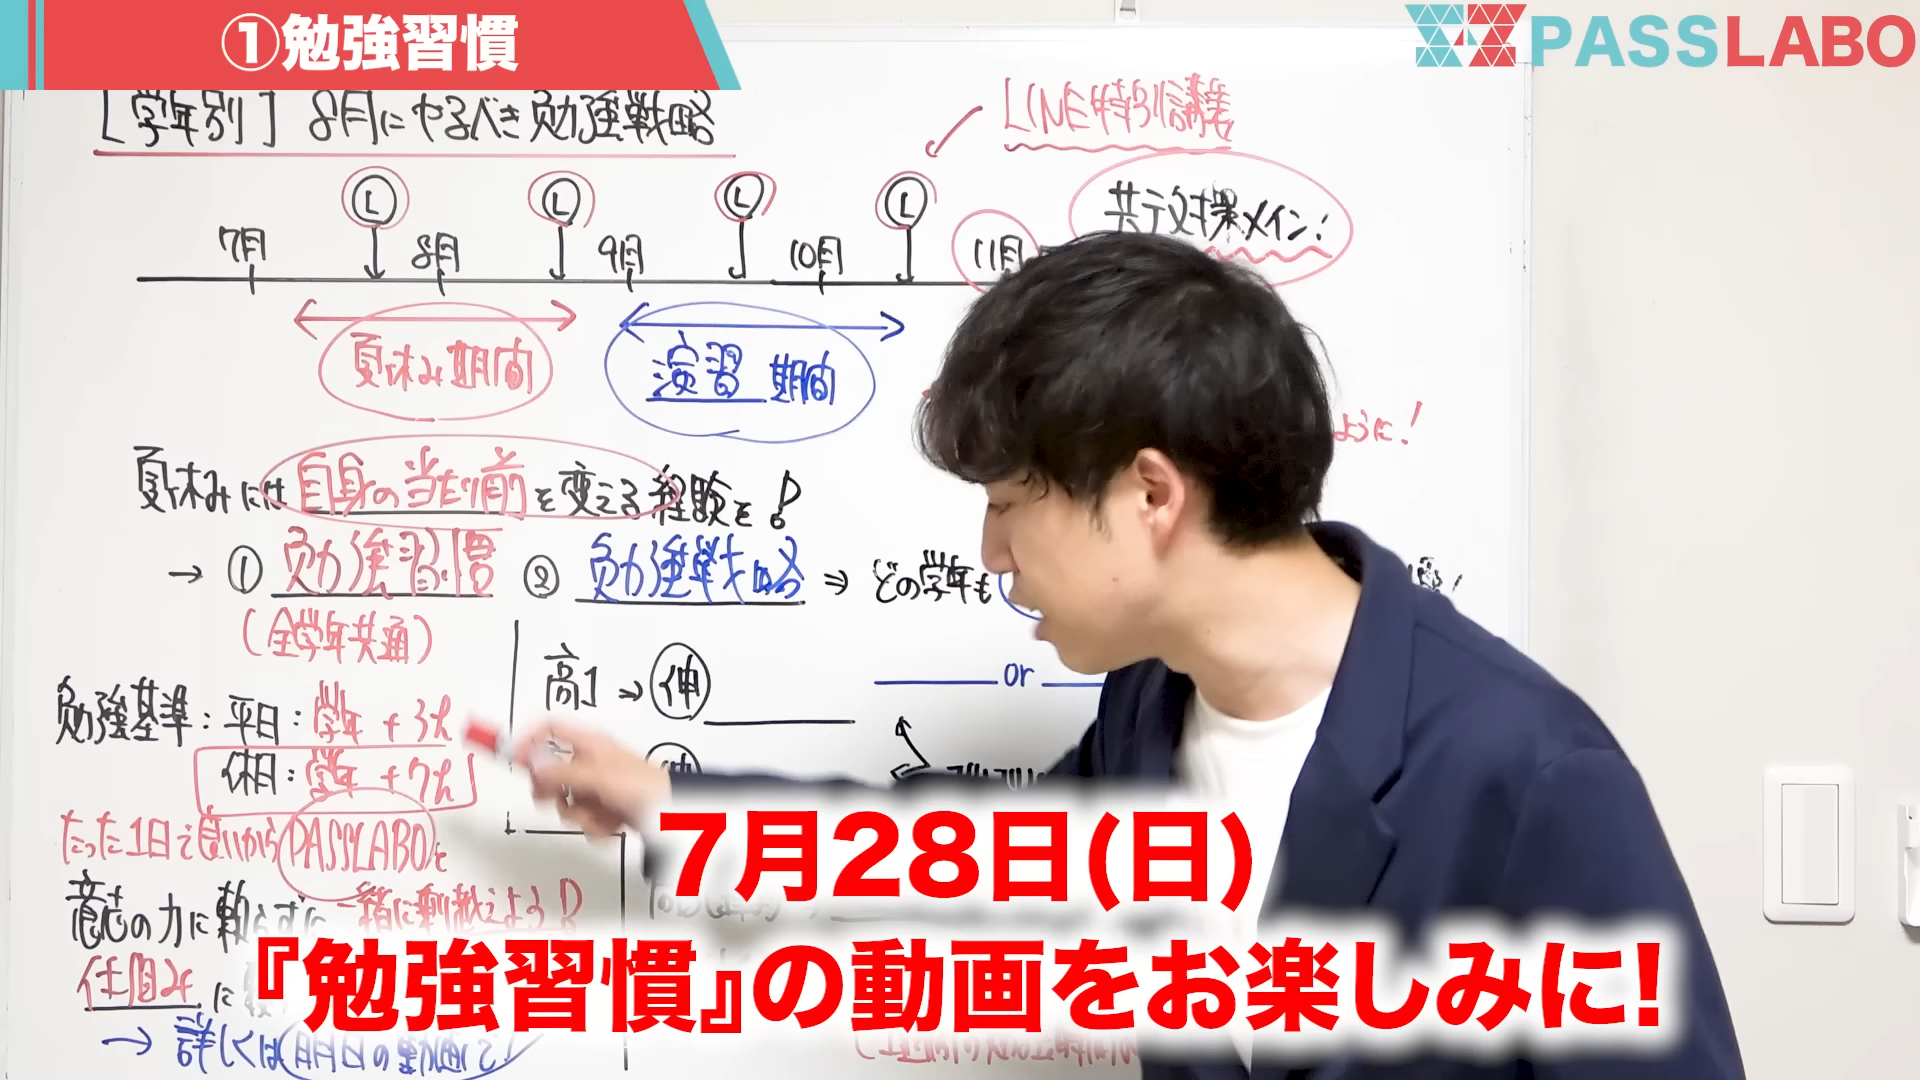 ①勉強習慣
PASSLABO
[学年別] 8月にやるべき勉強戦略
LINE特別講義
共テ対策メイン!
L L L L
7月 8月 9月 10月 11月
夏休み期間
演習期間
ように!
夏休みには自身の当たり前を変える経験を!
→ ①勉強習慣 ②勉強戦略 ⇒ どの学年も
(全学年共通)
高1 → 伸
or
勉強基準: 平日: 学年 + 3h
休日: 学年 + 7h
たった1日で良いからPASSLABOと
意志の力に頼らずに 一緒に乗り越えよう!
仕組み に
→ 詳しくは明日の動画で
7月28日(日)
『勉強習慣』の動画をお楽しみに!